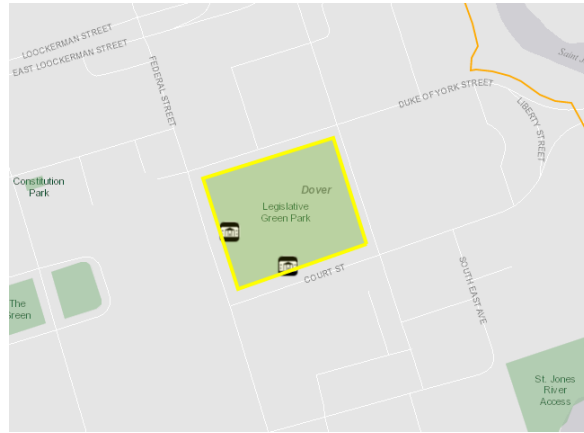 LOOCKERMAN STREET
EAST LOOCKERMAN STREET
FEDERAL STREET
Saint J
DUKE OF YORK STREET
LIBERTY STREET
Constitution
Park
Dover
Legislative
Green Park
COURT ST
SOUTH EAST AVE
The
Green
St. Jones
River
Access